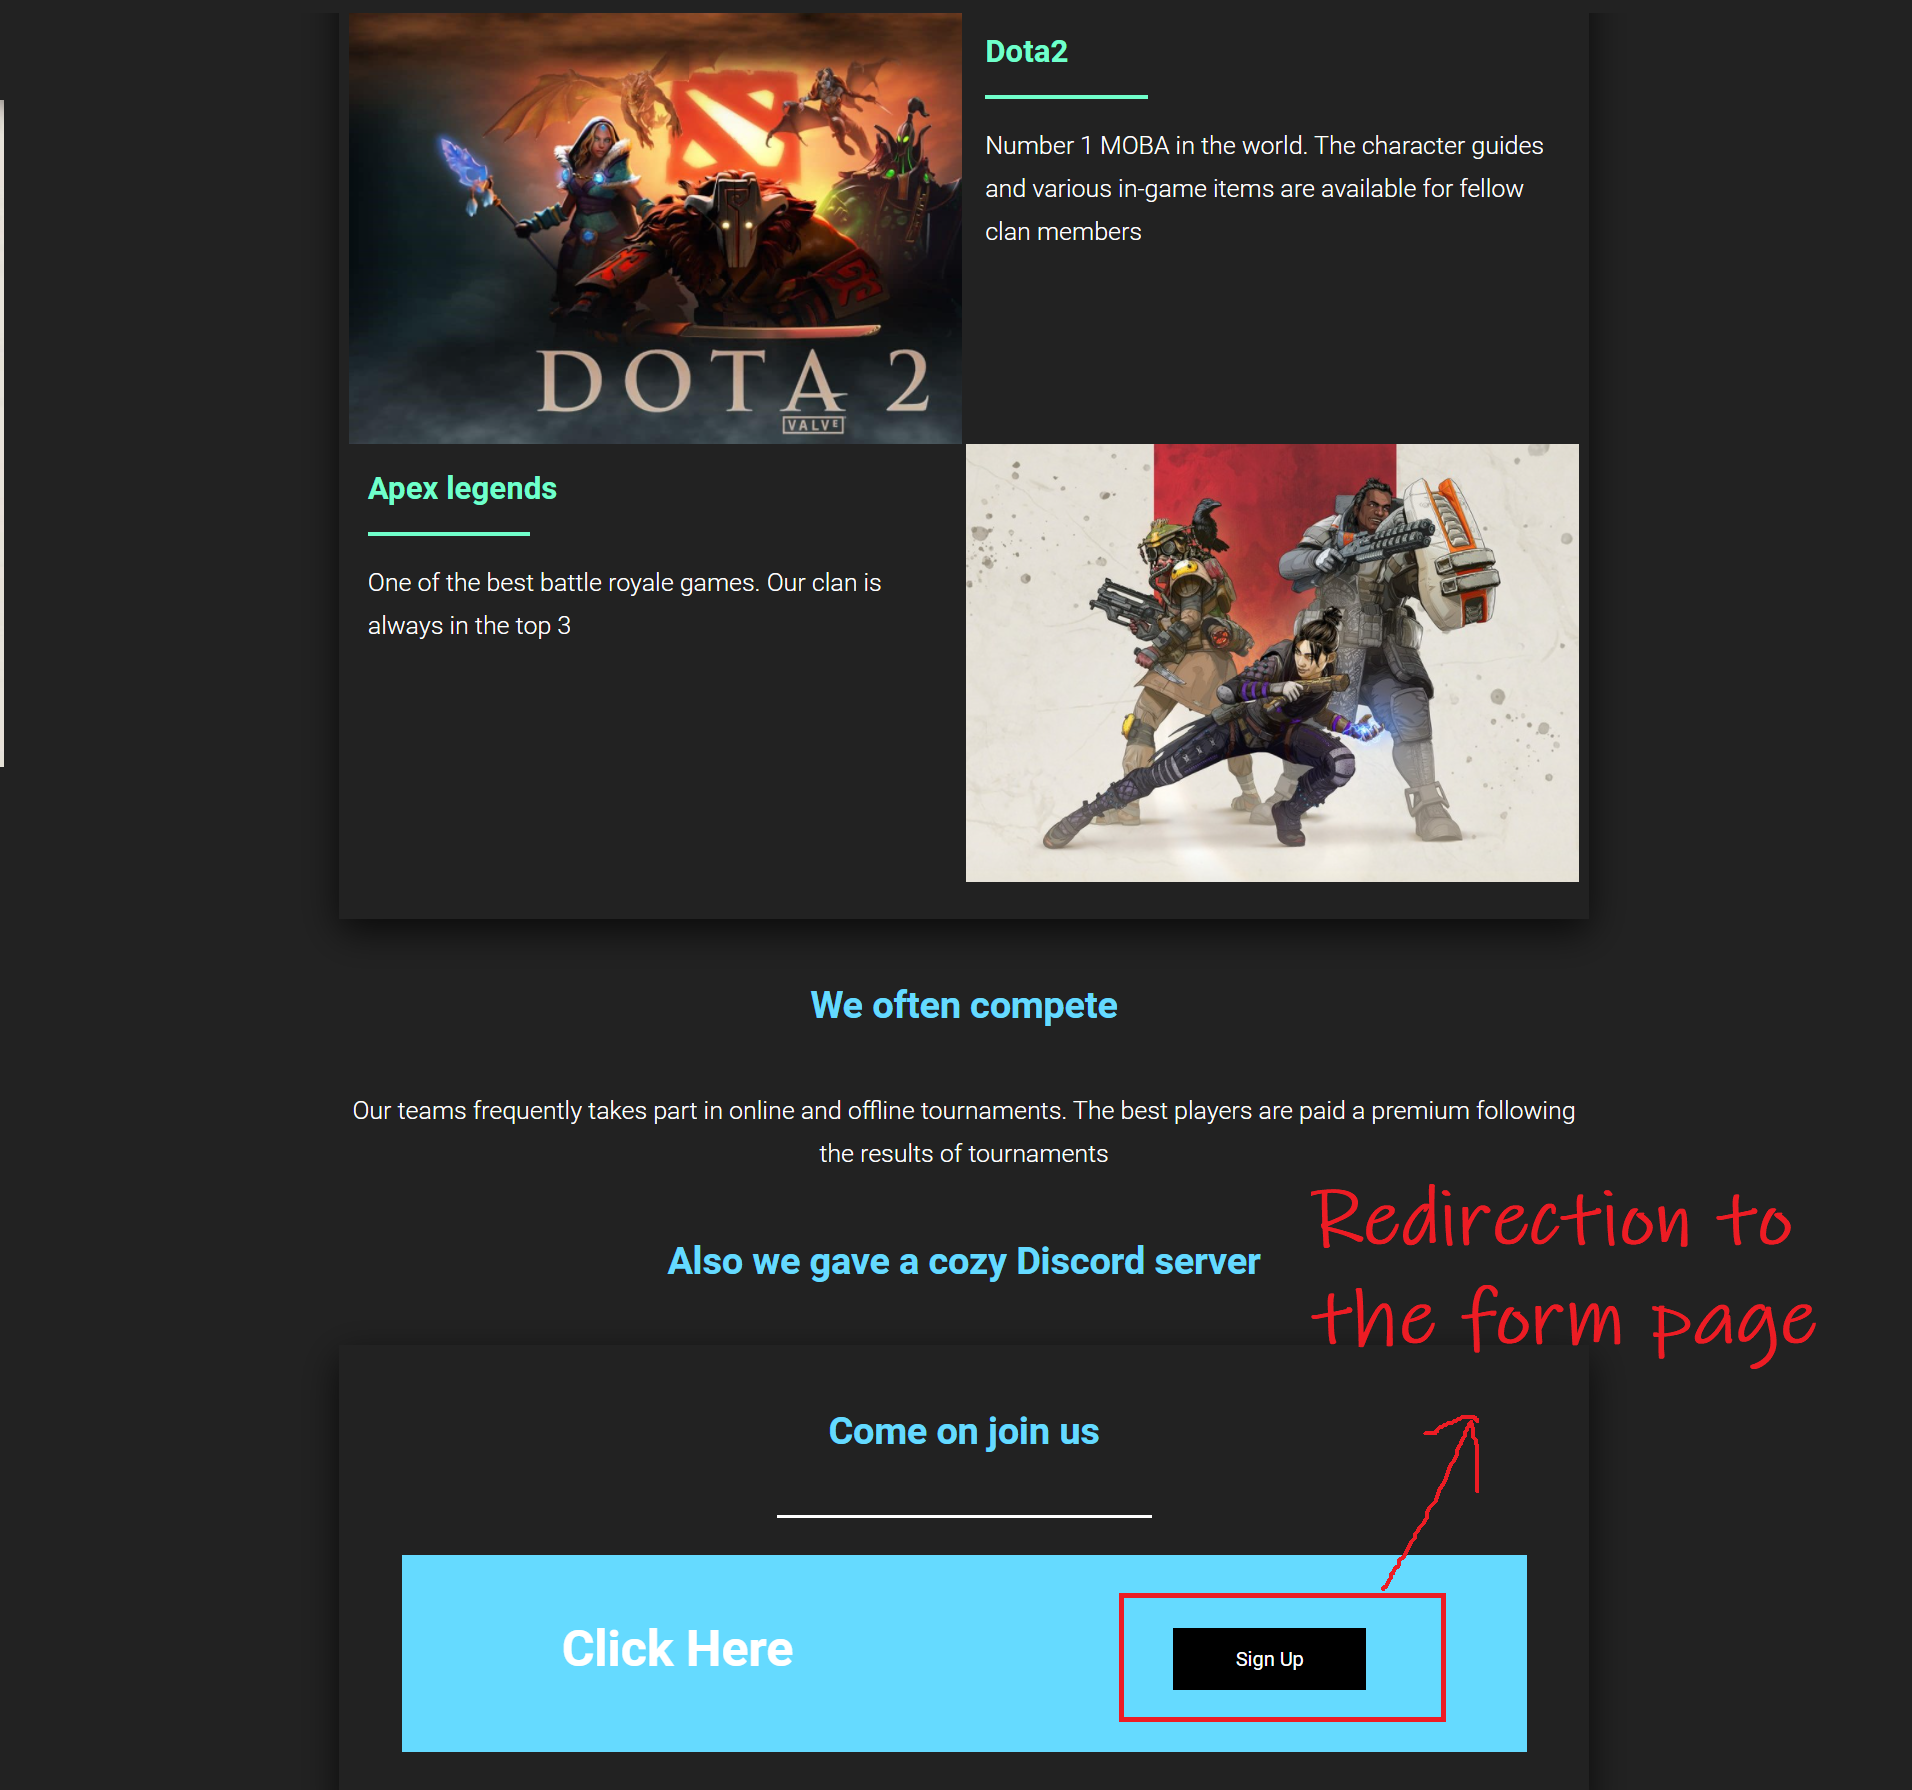 DOTA 2
VALVE
Dota2
Number 1 MOBA in the world. The character guides
and various in-game items are available for fellow
clan members
Apex legends
One of the best battle royale games. Our clan is
always in the top 3
We often compete
Our teams frequently takes part in online and offline tournaments. The best players are paid a premium following
the results of tournaments
Redirection to
the form page
Also we gave a cozy Discord server
Come on join us
Click Here
Sign Up